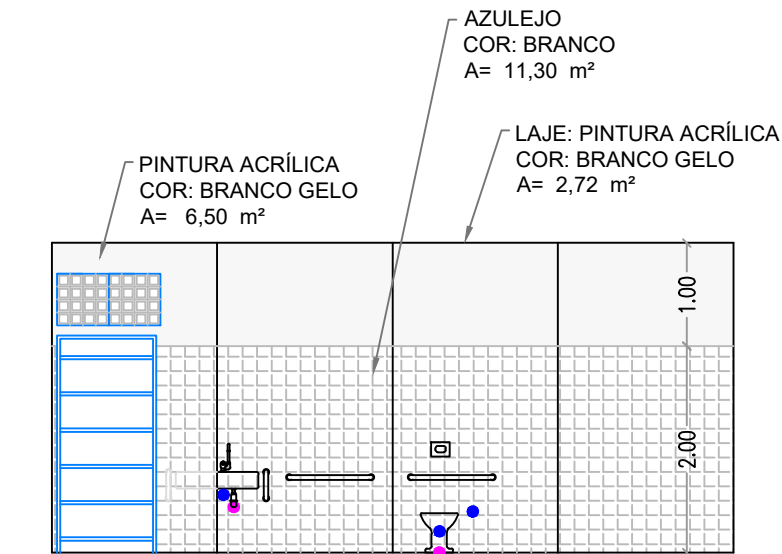 AZULEJO
COR: BRANCO
A= 11,30 m²
LAJE: PINTURA ACRÍLICA
COR: BRANCO GELO
A= 2,72 m²
PINTURA ACRÍLICA
COR: BRANCO GELO
A= 6,50 m²
1.00
2.00